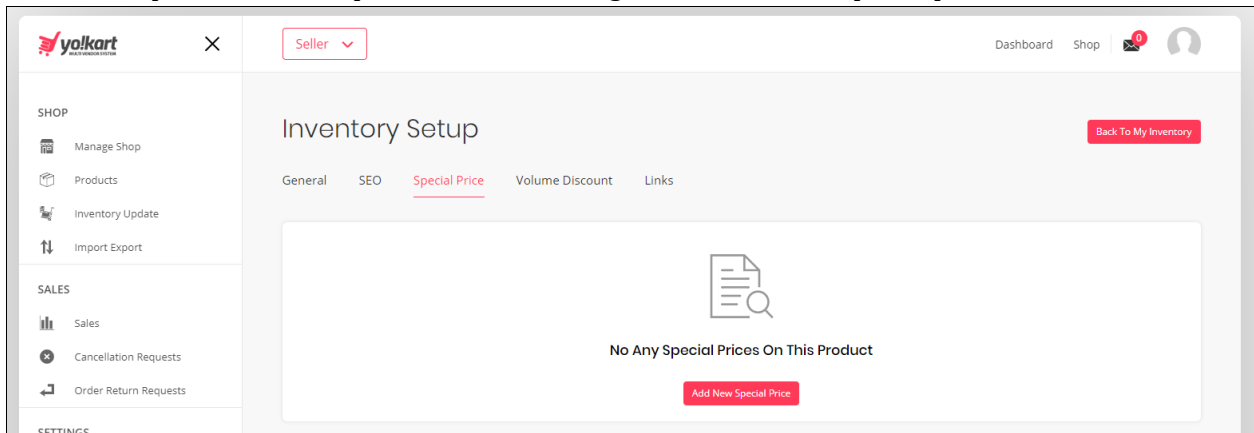 yo!kart
MULTI VENDOR SYSTEM
Seller
Dashboard Shop 0
SHOP
Manage Shop
Products
Inventory Update
Import Export
SALES
Sales
Cancellation Requests
Order Return Requests
SETTINGS
Inventory Setup
Back To My Inventory
General SEO Special Price Volume Discount Links
No Any Special Prices On This Product
Add New Special Price